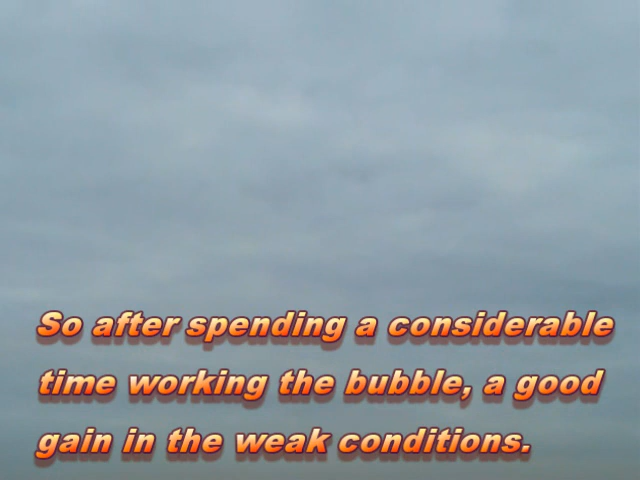 So after spending a considerable
time working the bubble, a good
gain in the weak conditions.